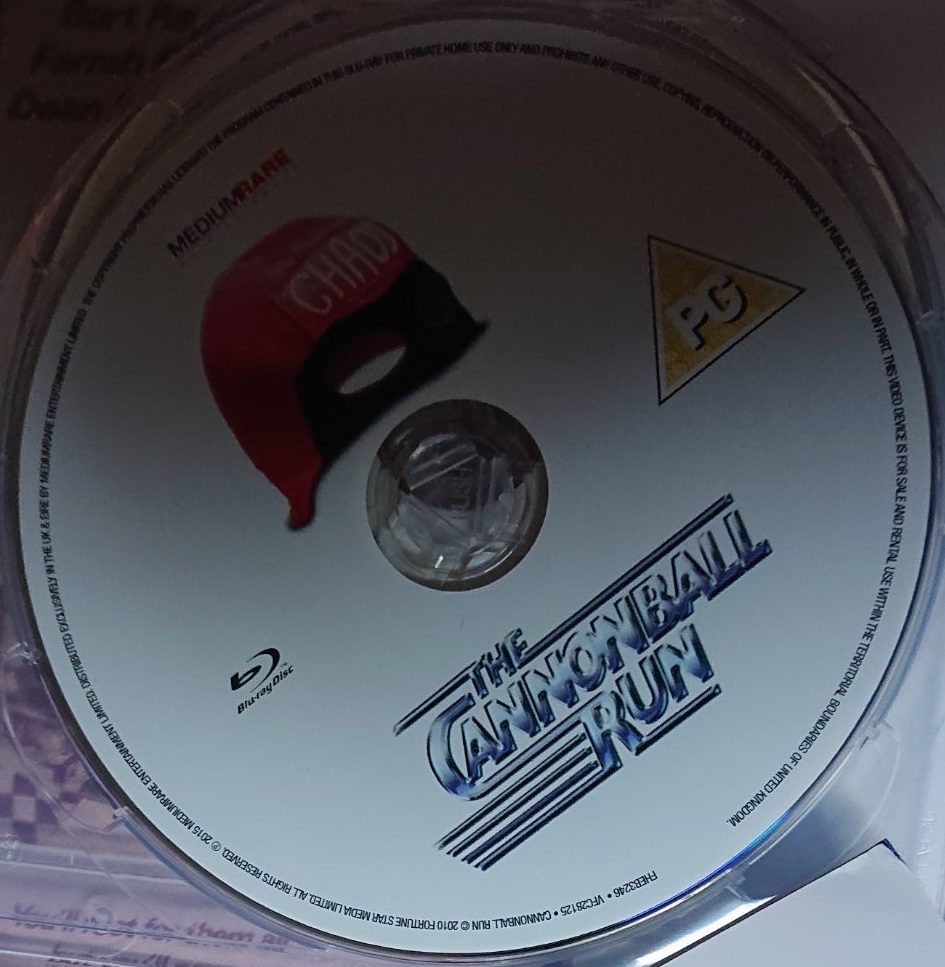 Burt
Farrah
Dean
MEDIUMRARE
CHAOS
PG
THE
CANNONBALL
RUN
Blu-ray Disc™
FHEB3246 • VFC28125 • CANNONBALL RUN © 2010 FORTUNE STAR MEDIA LIMITED. ALL RIGHTS RESERVED. ℗ 2015 MEDIUMRARE ENTERTAINMENT LIMITED. DISTRIBUTED EXCLUSIVELY IN THE UK & EIRE BY MEDIUMRARE ENTERTAINMENT LIMITED. THE COPYRIGHT PROPRIETOR HAS LICENSED THE PROGRAM CONTAINED IN THIS BLU-RAY FOR PRIVATE HOME USE ONLY AND PROHIBITS ANY OTHER USE, COPYING, REPRODUCTION OR PERFORMANCE IN PUBLIC, IN WHOLE OR IN PART. THIS VIDEO DEVICE IS FOR SALE AND RENTAL USE WITHIN THE TERRITORIAL BOUNDARIES OF UNITED KINGDOM.